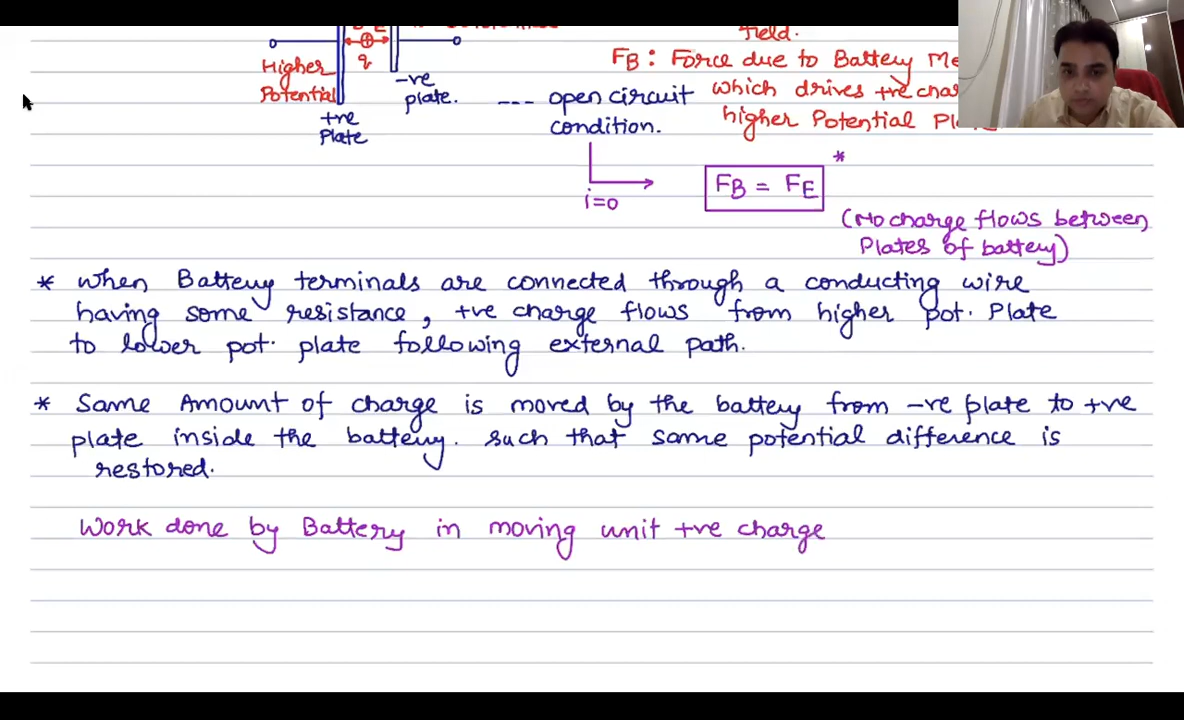 field.
Higher
Potential
q
-ve
plate.
+ve
Plate
--- open circuit
condition.
FB : Force due to Battery Me
which drives +ve cha
higher Potential Pl
i=0
FB = FE
*
(No charge flows between
Plates of battery)
* when Battery terminals are connected through a conducting wire
having some resistance, +ve charge flows from higher pot. Plate
to lower pot. plate following external path.
* Same Amount of charge is moved by the battery from -ve plate to +ve
plate inside the battery. such that same potential difference is
restored.
Work done by Battery in moving unit +ve charge